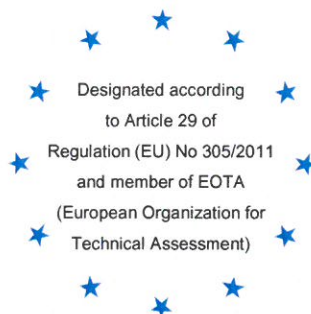 Designated according
to Article 29 of
Regulation (EU) No 305/2011
and member of EOTA
(European Organization for
Technical Assessment)